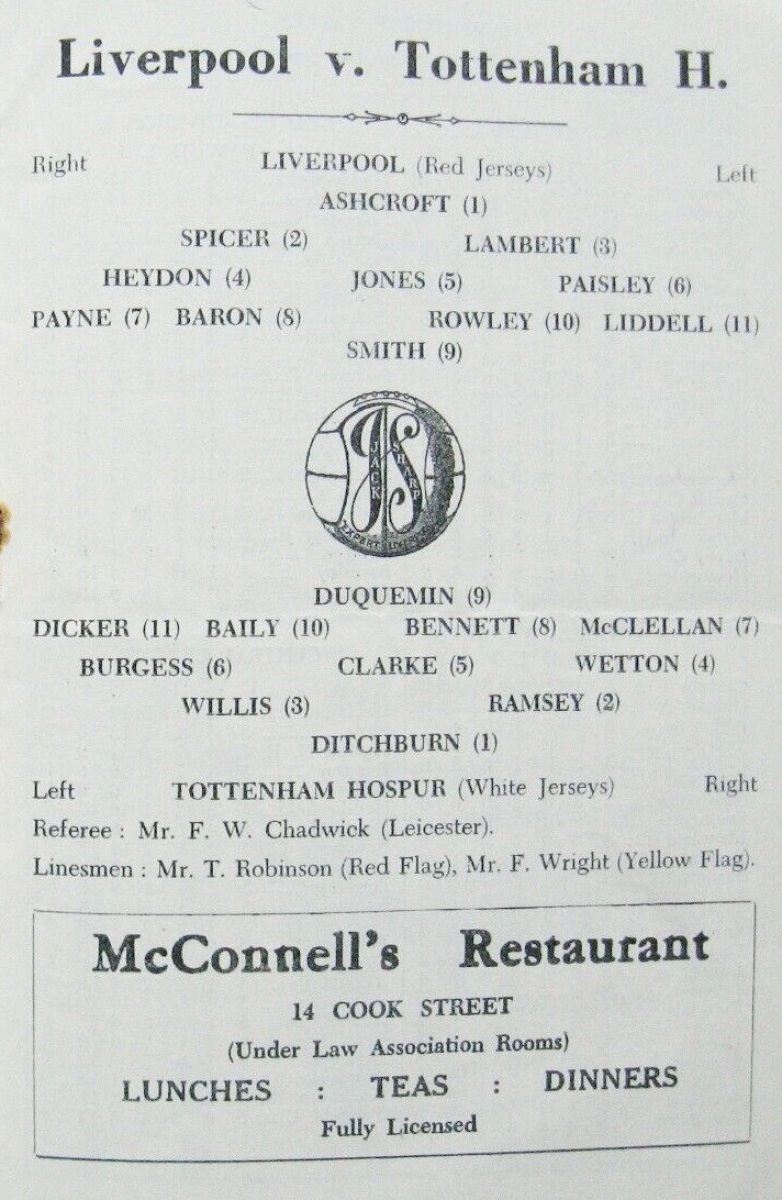 Liverpool v. Tottenham H.
Right LIVERPOOL (Red Jerseys) Left
ASHCROFT (1)
SPICER (2) LAMBERT (3)
HEYDON (4) JONES (5) PAISLEY (6)
PAYNE (7) BARON (8) ROWLEY (10) LIDDELL (11)
SMITH (9)
JS
JACK SHARP
EXPERT LIVERPOOL
DUQUEMIN (9)
DICKER (11) BAILY (10) BENNETT (8) McCLELLAN (7)
BURGESS (6) CLARKE (5) WETTON (4)
WILLIS (3) RAMSEY (2)
DITCHBURN (1)
Left TOTTENHAM HOSPUR (White Jerseys) Right
Referee : Mr. F. W. Chadwick (Leicester).
Linesmen : Mr. T. Robinson (Red Flag), Mr. F. Wright (Yellow Flag).
McConnell's Restaurant
14 COOK STREET
(Under Law Association Rooms)
LUNCHES : TEAS : DINNERS
Fully Licensed